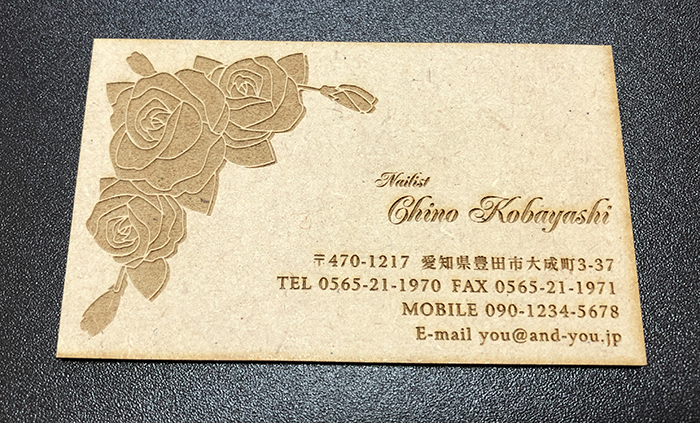 Nailist
Chino Kobayashi
〒470-1217 愛知県豊田市大成町3-37
TEL 0565-21-1970 FAX 0565-21-1971
MOBILE 090-1234-5678
E-mail you@and-you.jp